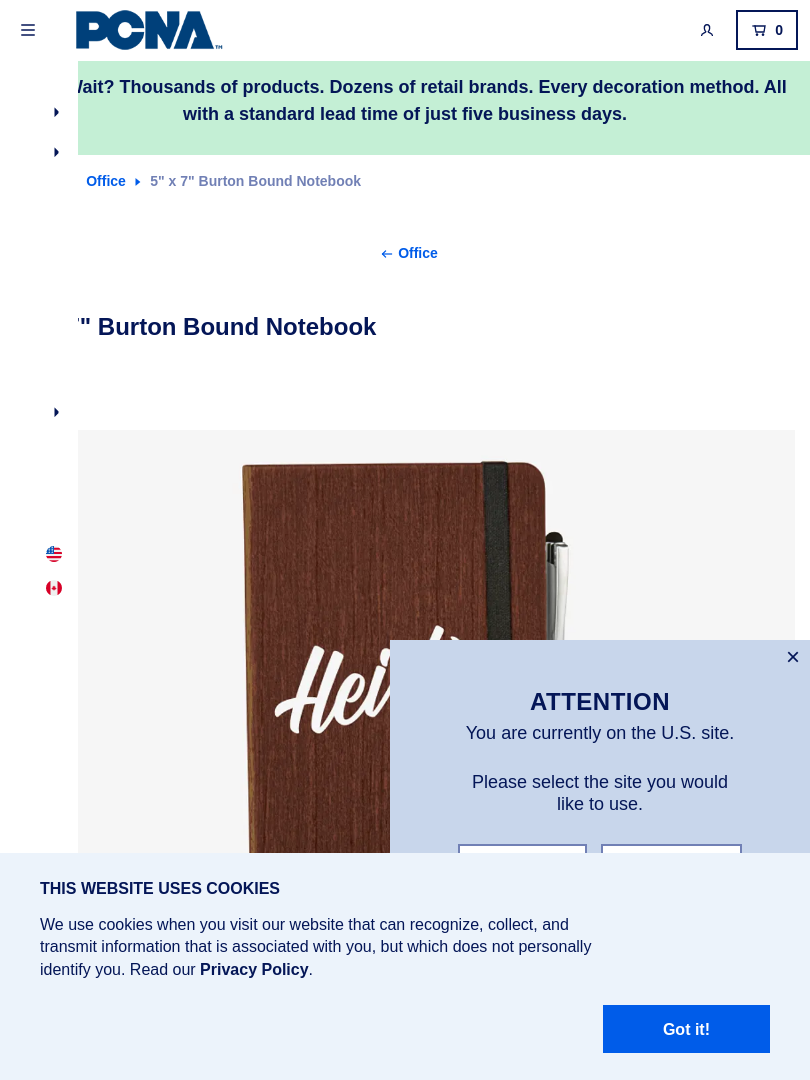 PCNA™
0
Wait? Thousands of products. Dozens of retail brands. Every decoration method. All
with a standard lead time of just five business days.
Office
5" x 7" Burton Bound Notebook
← Office
7" Burton Bound Notebook
ATTENTION
You are currently on the U.S. site.
Please select the site you would
like to use.
THIS WEBSITE USES COOKIES
We use cookies when you visit our website that can recognize, collect, and
transmit information that is associated with you, but which does not personally
identify you. Read our Privacy Policy.
Got it!